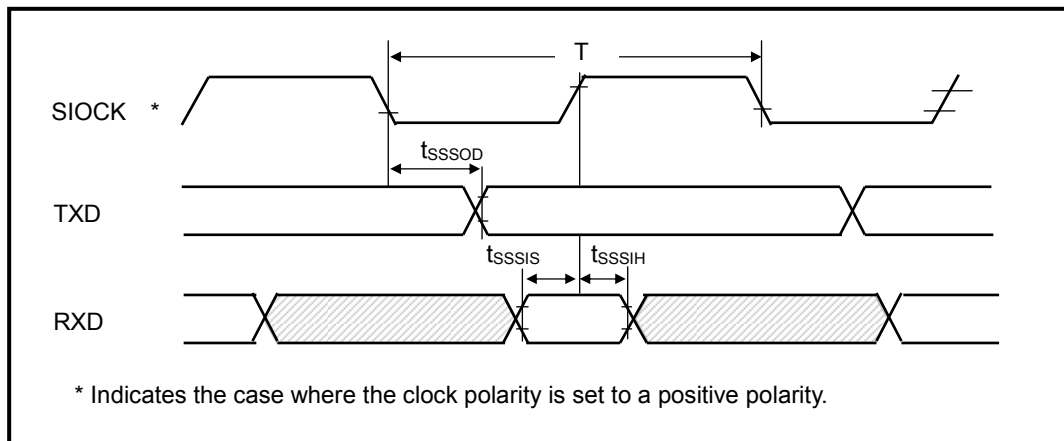 T
SIOCK *
tSSSOD
TXD
tSSSIS tSSSIH
RXD
* Indicates the case where the clock polarity is set to a positive polarity.